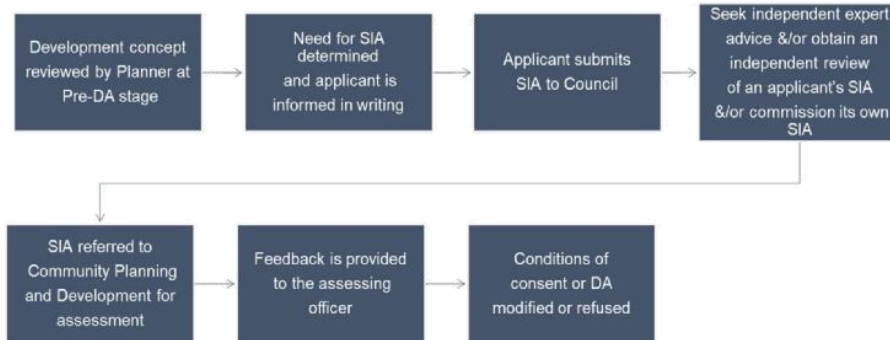 Development concept
reviewed by Planner at
Pre-DA stage
Need for SIA
determined
and applicant is
informed in writing
Applicant submits
SIA to Council
Seek independent expert
advice &/or obtain an
independent review
of an applicant's SIA
&/or commission its own
SIA
SIA referred to
Community Planning
and Development for
assessment
Feedback is provided
to the assessing
officer
Conditions of
consent or DA
modified or refused